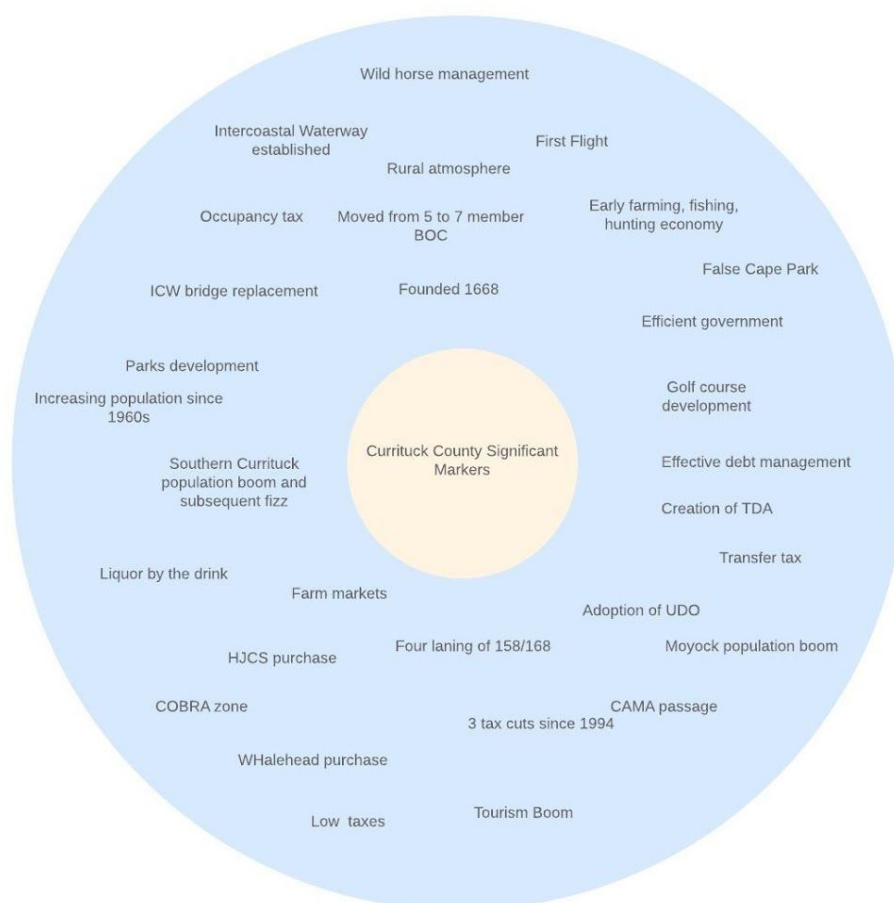 Wild horse management
Intercoastal Waterway
established
First Flight
Rural atmosphere
Occupancy tax
Moved from 5 to 7 member
BOC
Early farming, fishing,
hunting economy
False Cape Park
ICW bridge replacement
Founded 1668
Efficient government
Parks development
Increasing population since
1960s
Golf course
development
Currituck County Significant
Markers
Southern Currituck
population boom and
subsequent fizz
Effective debt management
Creation of TDA
Transfer tax
Liquor by the drink
Farm markets
Adoption of UDO
HJCS purchase
Four laning of 158/168
Moyock population boom
COBRA zone
CAMA passage
3 tax cuts since 1994
WHalehead purchase
Low taxes
Tourism Boom